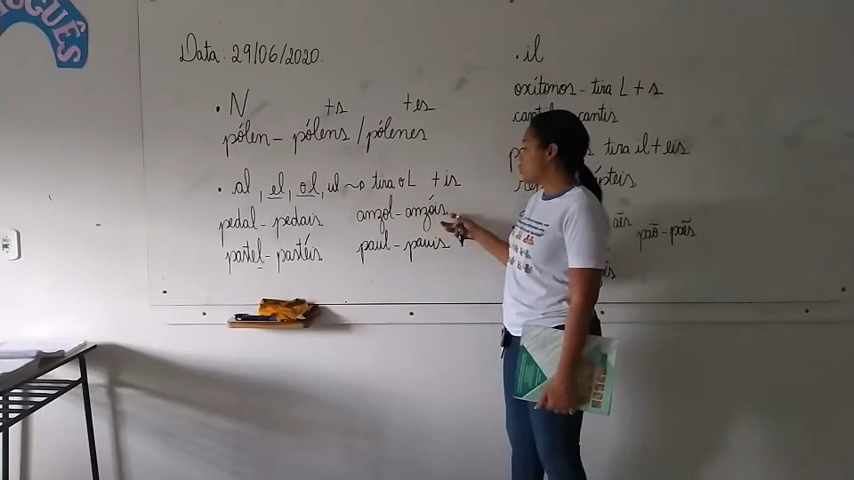 Data: 29/06/2020.
• N +s +es
pólen - pólens / pólenes
• al, el, ol, ul ~> tira o L +is
pedal - pedais anzol - anzóis
pastel - pastéis paul - pauis
• il
oxítonos - tira L + s
cantis
tira il + eis
pão - pães